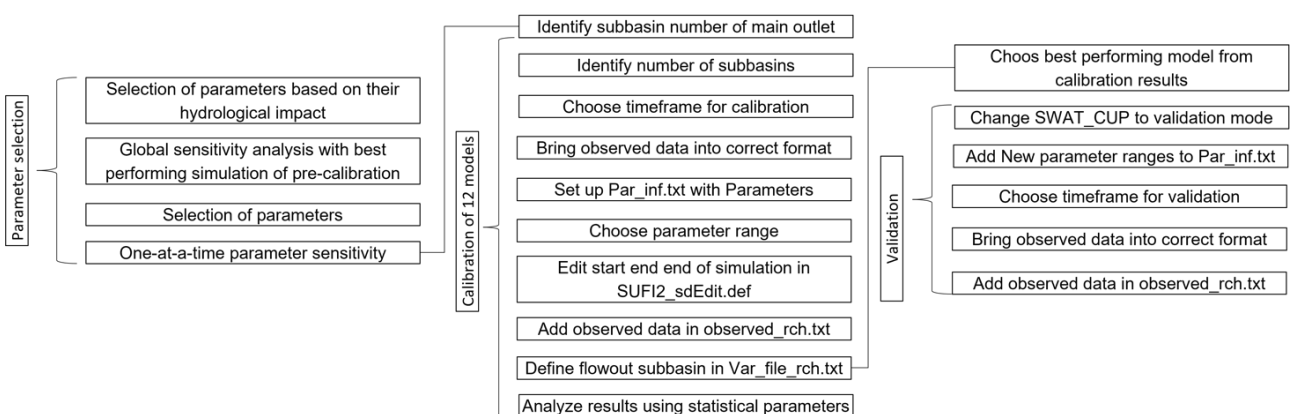 Parameter selection
Selection of parameters based on their
hydrological impact
Global sensitivity analysis with best
performing simulation of pre-calibration
Selection of parameters
One-at-a-time parameter sensitivity
Calibration of 12 models
Identify subbasin number of main outlet
Identify number of subbasins
Choose timeframe for calibration
Bring observed data into correct format
Set up Par_inf.txt with Parameters
Choose parameter range
Edit start end end of simulation in
SUFI2_sdEdit.def
Add observed data in observed_rch.txt
Define flowout subbasin in Var_file_rch.txt
Analyze results using statistical parameters
Validation
Choos best performing model from
calibration results
Change SWAT_CUP to validation mode
Add New parameter ranges to Par_inf.txt
Choose timeframe for validation
Bring observed data into correct format
Add observed data in observed_rch.txt